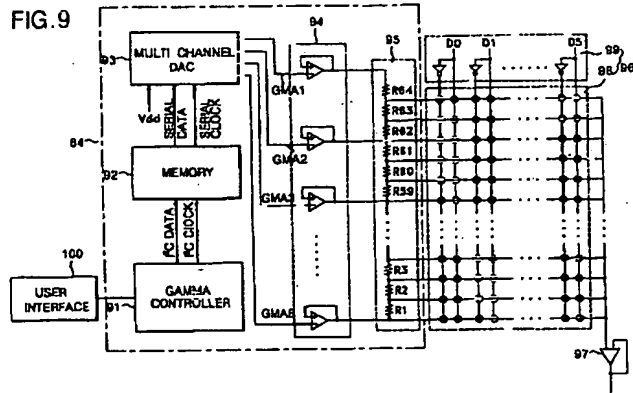 FIG.9
94
93
MULTI CHANNEL
DAC
95
D0
D1
D5
99
96
98
GMA1
R64
R63
R62
R61
R60
R59
Vdd
SERIAL
DATA
SERIAL
CLOCK
84
GMA2
92
MEMORY
GMA3
I²C DATA
I²C CLOCK
100
USER
INTERFACE
91
GAMMA
CONTROLLER
R3
R2
R1
97